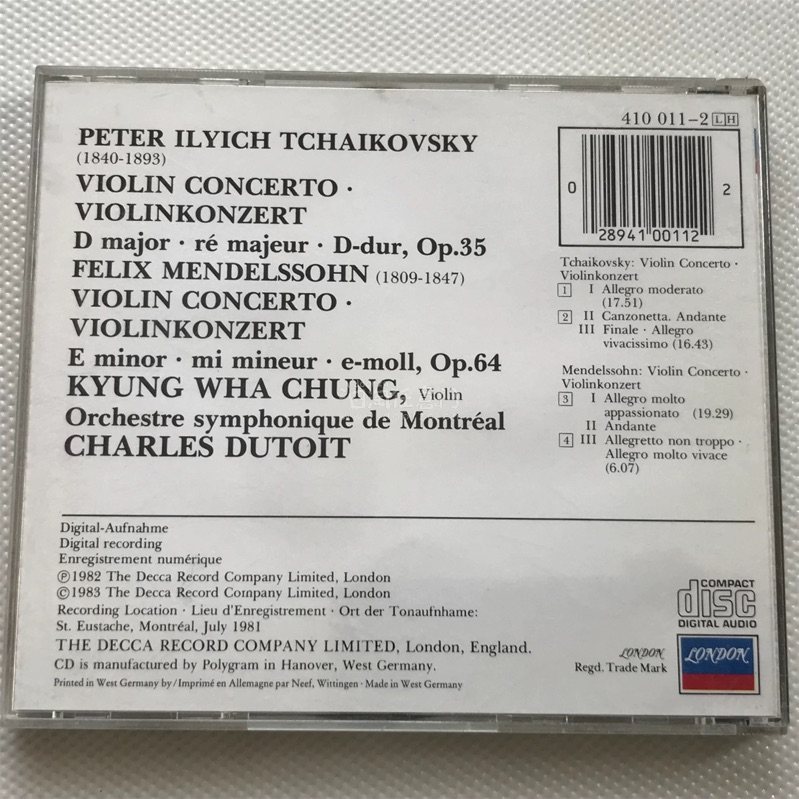 PETER ILYICH TCHAIKOVSKY
(1840-1893)
VIOLIN CONCERTO ·
VIOLINKONZERT
D major · ré majeur · D-dur, Op.35
FELIX MENDELSSOHN (1809-1847)
VIOLIN CONCERTO ·
VIOLINKONZERT
E minor · mi mineur · e-moll, Op.64
KYUNG WHA CHUNG, Violin
Orchestre symphonique de Montréal
CHARLES DUTOIT
410 011-2 LH
0 28941 00112 2
Tchaikovsky: Violin Concerto ·
Violinkonzert
1 I Allegro moderato
(17.51)
2 II Canzonetta. Andante
III Finale · Allegro
vivacissimo (16.43)
Mendelssohn: Violin Concerto ·
Violinkonzert
3 I Allegro molto
appassionato (19.29)
II Andante
4 III Allegretto non troppo ·
Allegro molto vivace
(6.07)
Digital-Aufnahme
Digital recording
Enregistrement numérique
℗1982 The Decca Record Company Limited, London
©1983 The Decca Record Company Limited, London
Recording Location · Lieu d'Enregistrement · Ort der Tonaufnhame:
St. Eustache, Montréal, July 1981
THE DECCA RECORD COMPANY LIMITED, London, England.
CD is manufactured by Polygram in Hanover, West Germany.
Printed in West Germany by/Imprimé en Allemagne par Neef, Wittingen · Made in West Germany
COMPACT
disc
DIGITAL AUDIO
LONDON
Regd. Trade Mark
LONDON